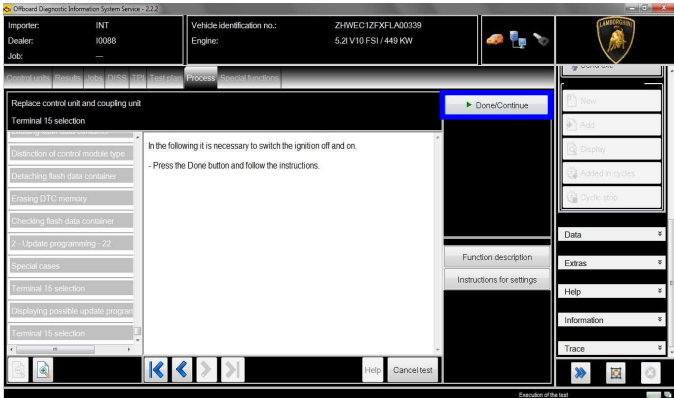 Offboard Diagnostic Information System Service - 2.2.2
Importer: INT
Dealer: I0088
Job: ---
Vehicle identification no.: ZHWEC1ZFXFLA00339
Engine: 5.2l V10 FSI / 449 KW
LAMBORGHINI
Control units Results Jobs DISS TPI Test plan Process Special functions
Replace control unit and coupling unit
Terminal 15 selection
Done/Continue
Distinction of control module type
Detaching flash data container
Erasing DTC memory
Checking flash data container
2 - Update programming - 22
Special cases
Terminal 15 selection
Displaying possible update program
Terminal 15 selection
In the following it is necessary to switch the ignition off and on.
- Press the Done button and follow the instructions.
Function description
Instructions for settings
Help
Cancel test
New
Add
Display
Added in cycles
Cycle stop
Data
Extras
Help
Information
Trace
Execution of the test